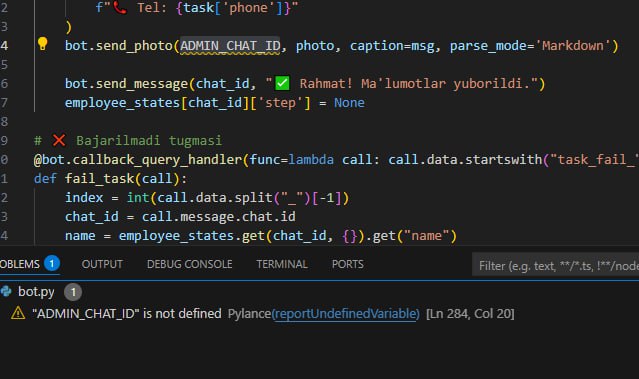 2 f"📞 Tel: {task['phone']}"
3 )
4 bot.send_photo(ADMIN_CHAT_ID, photo, caption=msg, parse_mode='Markdown')
5
6 bot.send_message(chat_id, "✅ Rahmat! Ma'lumotlar yuborildi.")
7 employee_states[chat_id]['step'] = None
8
9 # ❌ Bajarilmadi tugmasi
0 @bot.callback_query_handler(func=lambda call: call.data.startswith("task_fail_"
1 def fail_task(call):
2 index = int(call.data.split("_")[-1])
3 chat_id = call.message.chat.id
4 name = employee_states.get(chat_id, {}).get("name")
OBLEMS 1 OUTPUT DEBUG CONSOLE TERMINAL PORTS Filter (e.g. text, **/*.ts, !**/node
bot.py 1
"ADMIN_CHAT_ID" is not defined Pylance(reportUndefinedVariable) [Ln 284, Col 20]